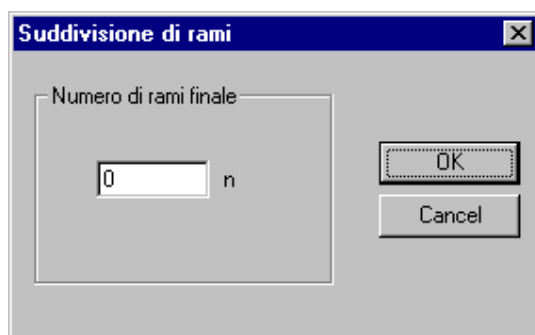 Suddivisione di rami
Numero di rami finale
0 n
OK
Cancel